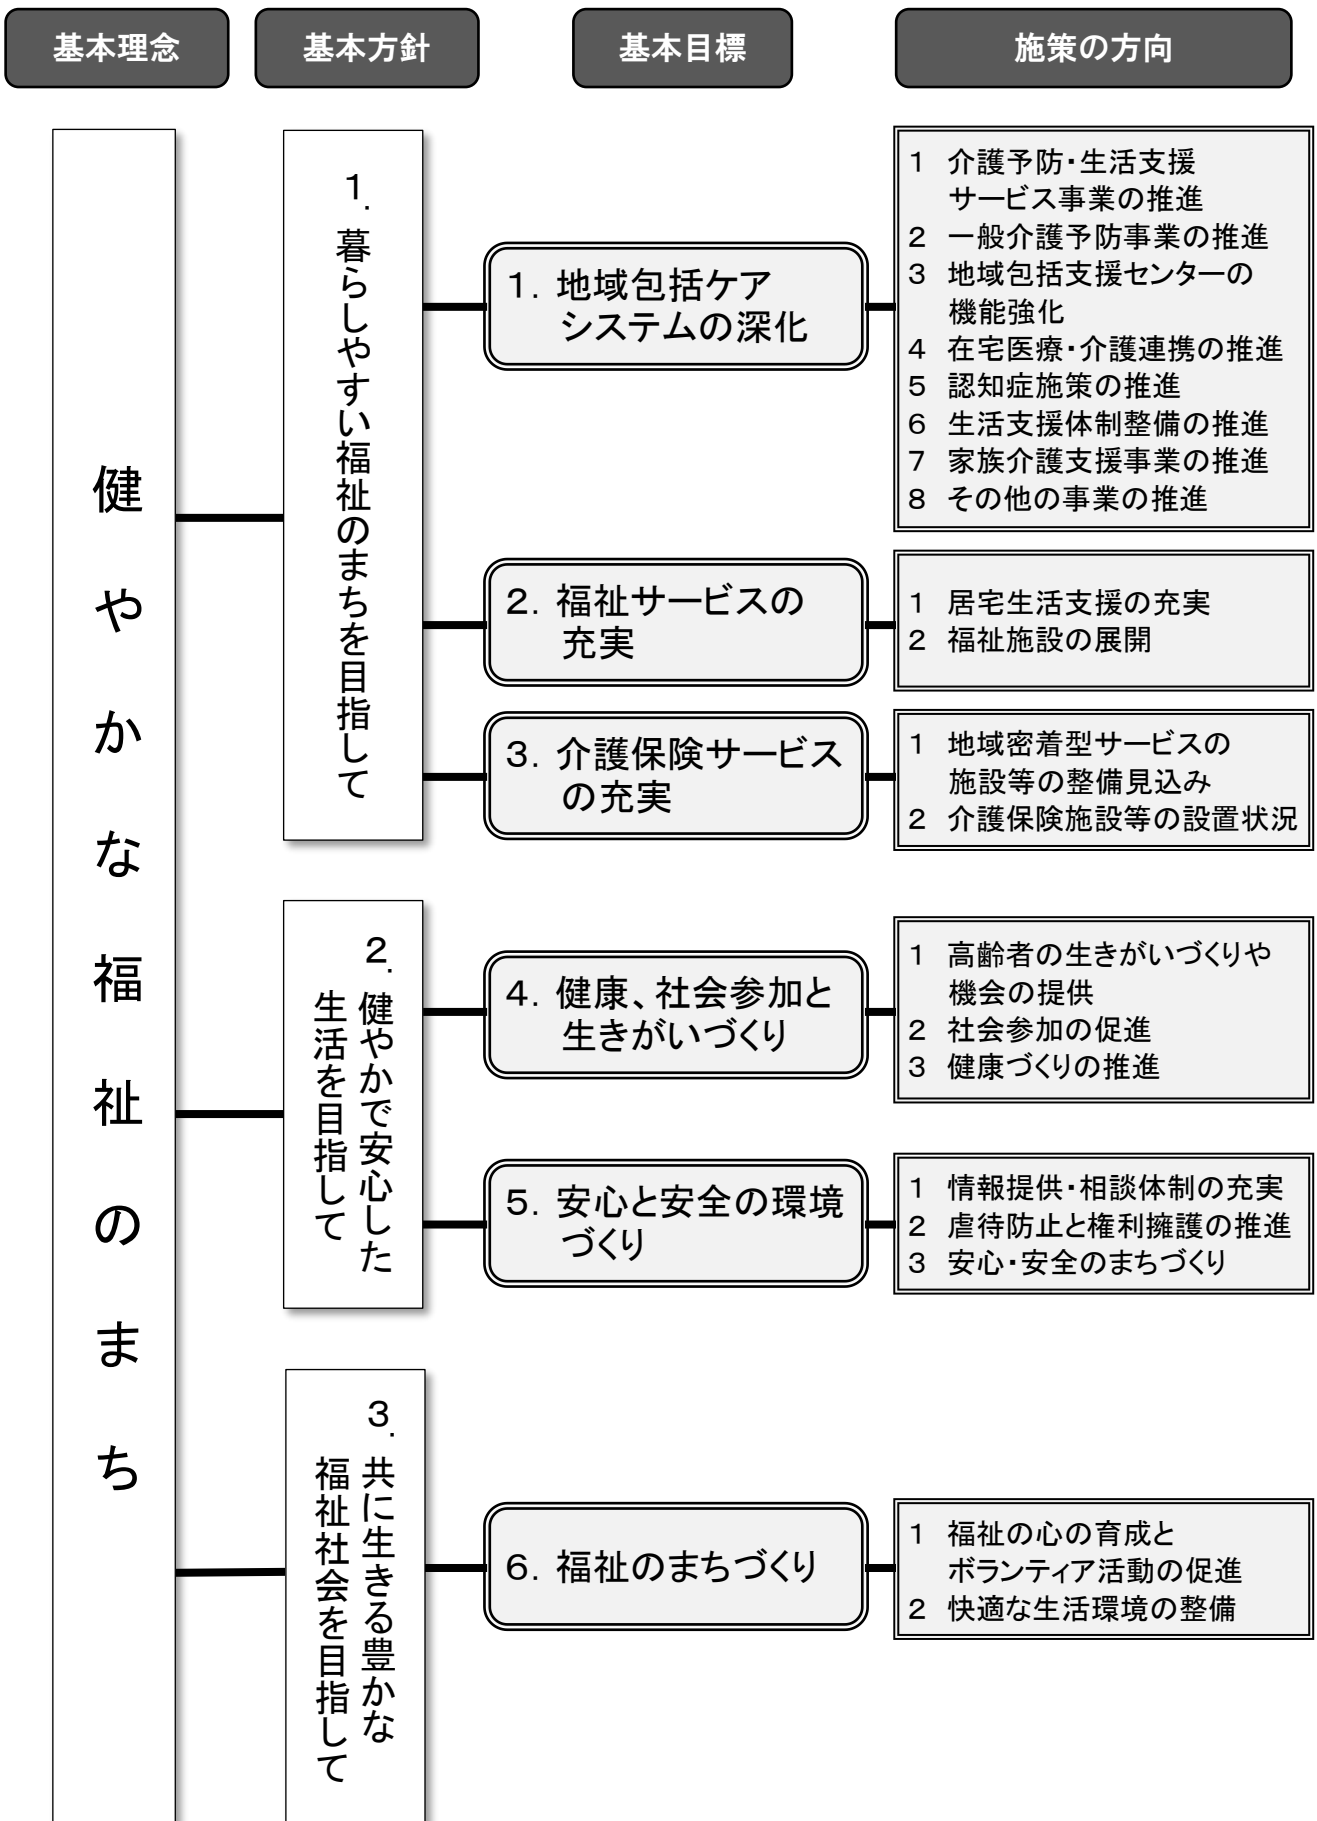 基本理念
基本方針
基本目標
施策の方向
健やかな福祉のまち
1.暮らしやすい福祉のまちを目指して
1.地域包括ケア
システムの深化
1 介護予防・生活支援
サービス事業の推進
2 一般介護予防事業の推進
3 地域包括支援センターの
機能強化
4 在宅医療・介護連携の推進
5 認知症施策の推進
6 生活支援体制整備の推進
7 家族介護支援事業の推進
8 その他の事業の推進
2.福祉サービスの
充実
1 居宅生活支援の充実
2 福祉施設の展開
3.介護保険サービス
の充実
1 地域密着型サービスの
施設等の整備見込み
2 介護保険施設等の設置状況
2.健やかで安心した
生活を目指して
4.健康、社会参加と
生きがいづくり
1 高齢者の生きがいづくりや
機会の提供
2 社会参加の促進
3 健康づくりの推進
5.安心と安全の環境
づくり
1 情報提供・相談体制の充実
2 虐待防止と権利擁護の推進
3 安心・安全のまちづくり
3.共に生きる豊かな
福祉社会を目指して
6.福祉のまちづくり
1 福祉の心の育成と
ボランティア活動の促進
2 快適な生活環境の整備